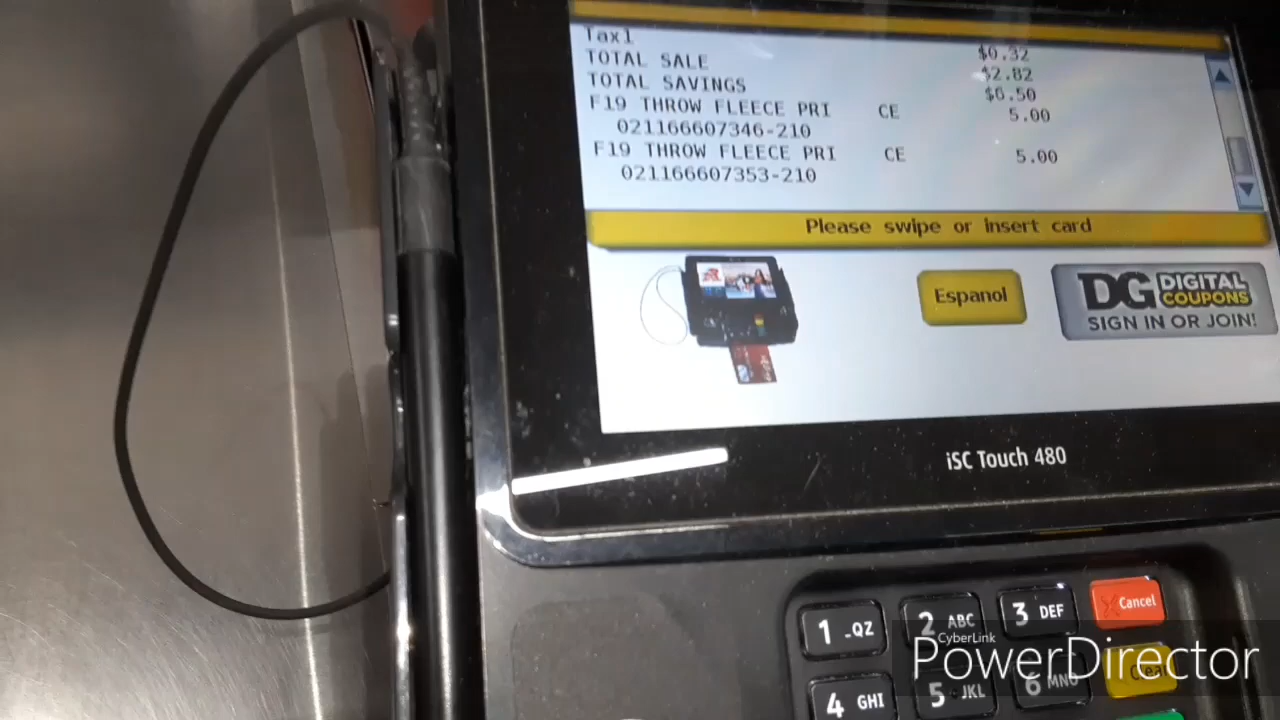 Tax1 $0.32
TOTAL SALE $2.82
TOTAL SAVINGS $6.50
F19 THROW FLEECE PRI CE 5.00
021166607346-210
F19 THROW FLEECE PRI CE 5.00
021166607353-210
Please swipe or insert card
Espanol
DG DIGITAL COUPONS
SIGN IN OR JOIN!
iSC Touch 480
1 -QZ
2 ABC
3 DEF
Cancel
4 GHI
5 JKL
6 MNO
Clear
CyberLink
PowerDirector